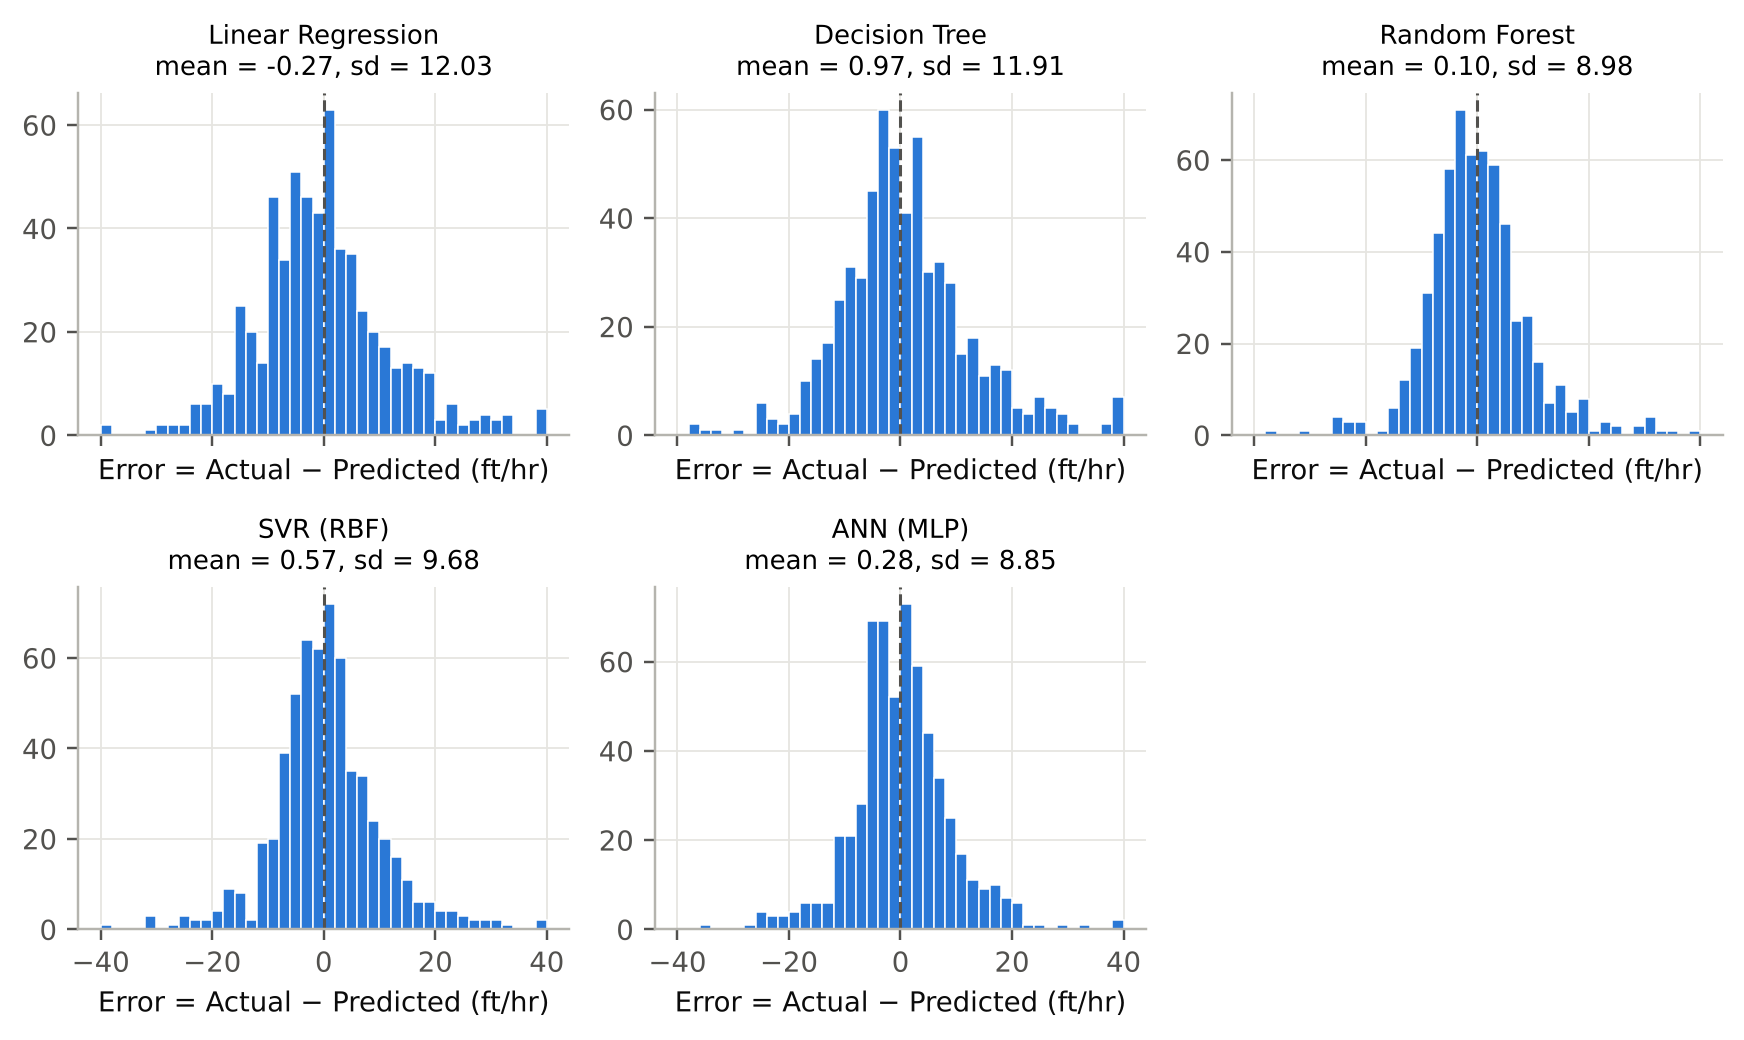 Linear Regression
mean = -0.27, sd = 12.03
60
40
20
0
Error = Actual − Predicted (ft/hr)
Decision Tree
mean = 0.97, sd = 11.91
60
40
20
0
Error = Actual − Predicted (ft/hr)
Random Forest
mean = 0.10, sd = 8.98
60
40
20
0
Error = Actual − Predicted (ft/hr)
SVR (RBF)
mean = 0.57, sd = 9.68
60
40
20
0
−40 −20 0 20 40
Error = Actual − Predicted (ft/hr)
ANN (MLP)
mean = 0.28, sd = 8.85
60
40
20
0
−40 −20 0 20 40
Error = Actual − Predicted (ft/hr)